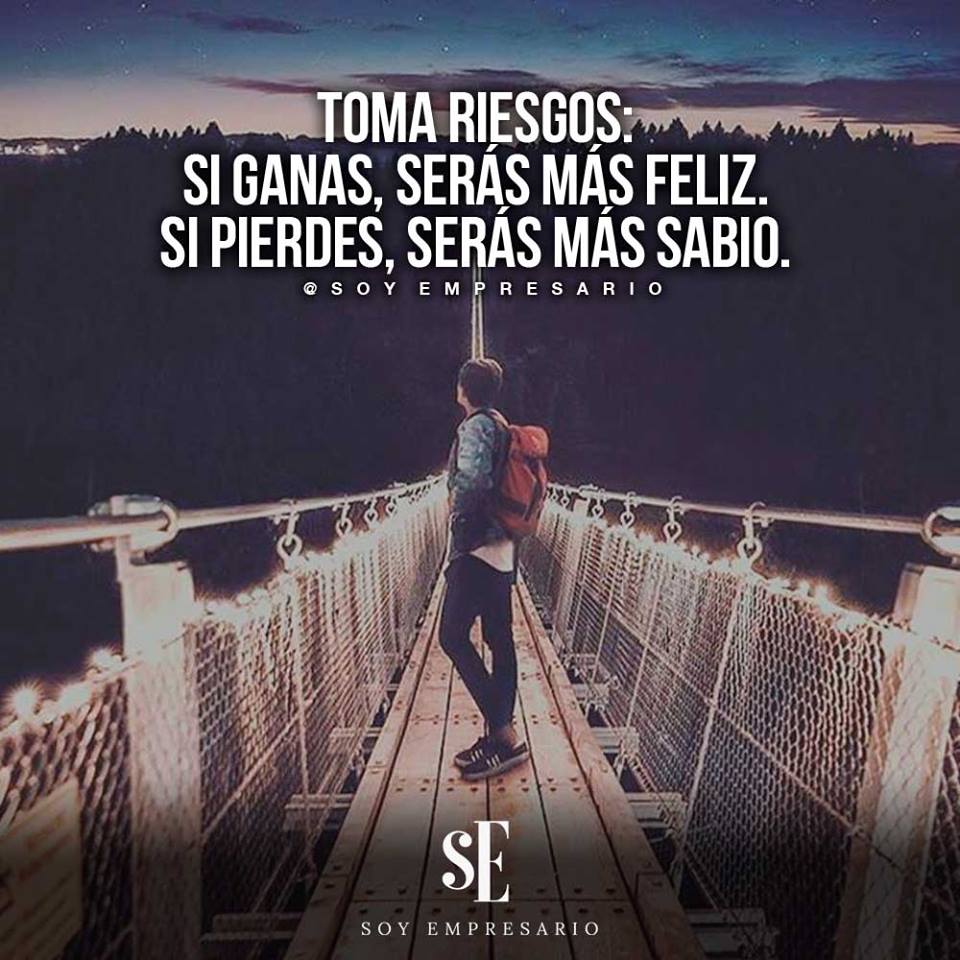 TOMA RIESGOS:
SI GANAS, SERÁS MÁS FELIZ.
SI PIERDES, SERÁS MÁS SABIO.
@SOY EMPRESARIO
SE
SOY EMPRESARIO